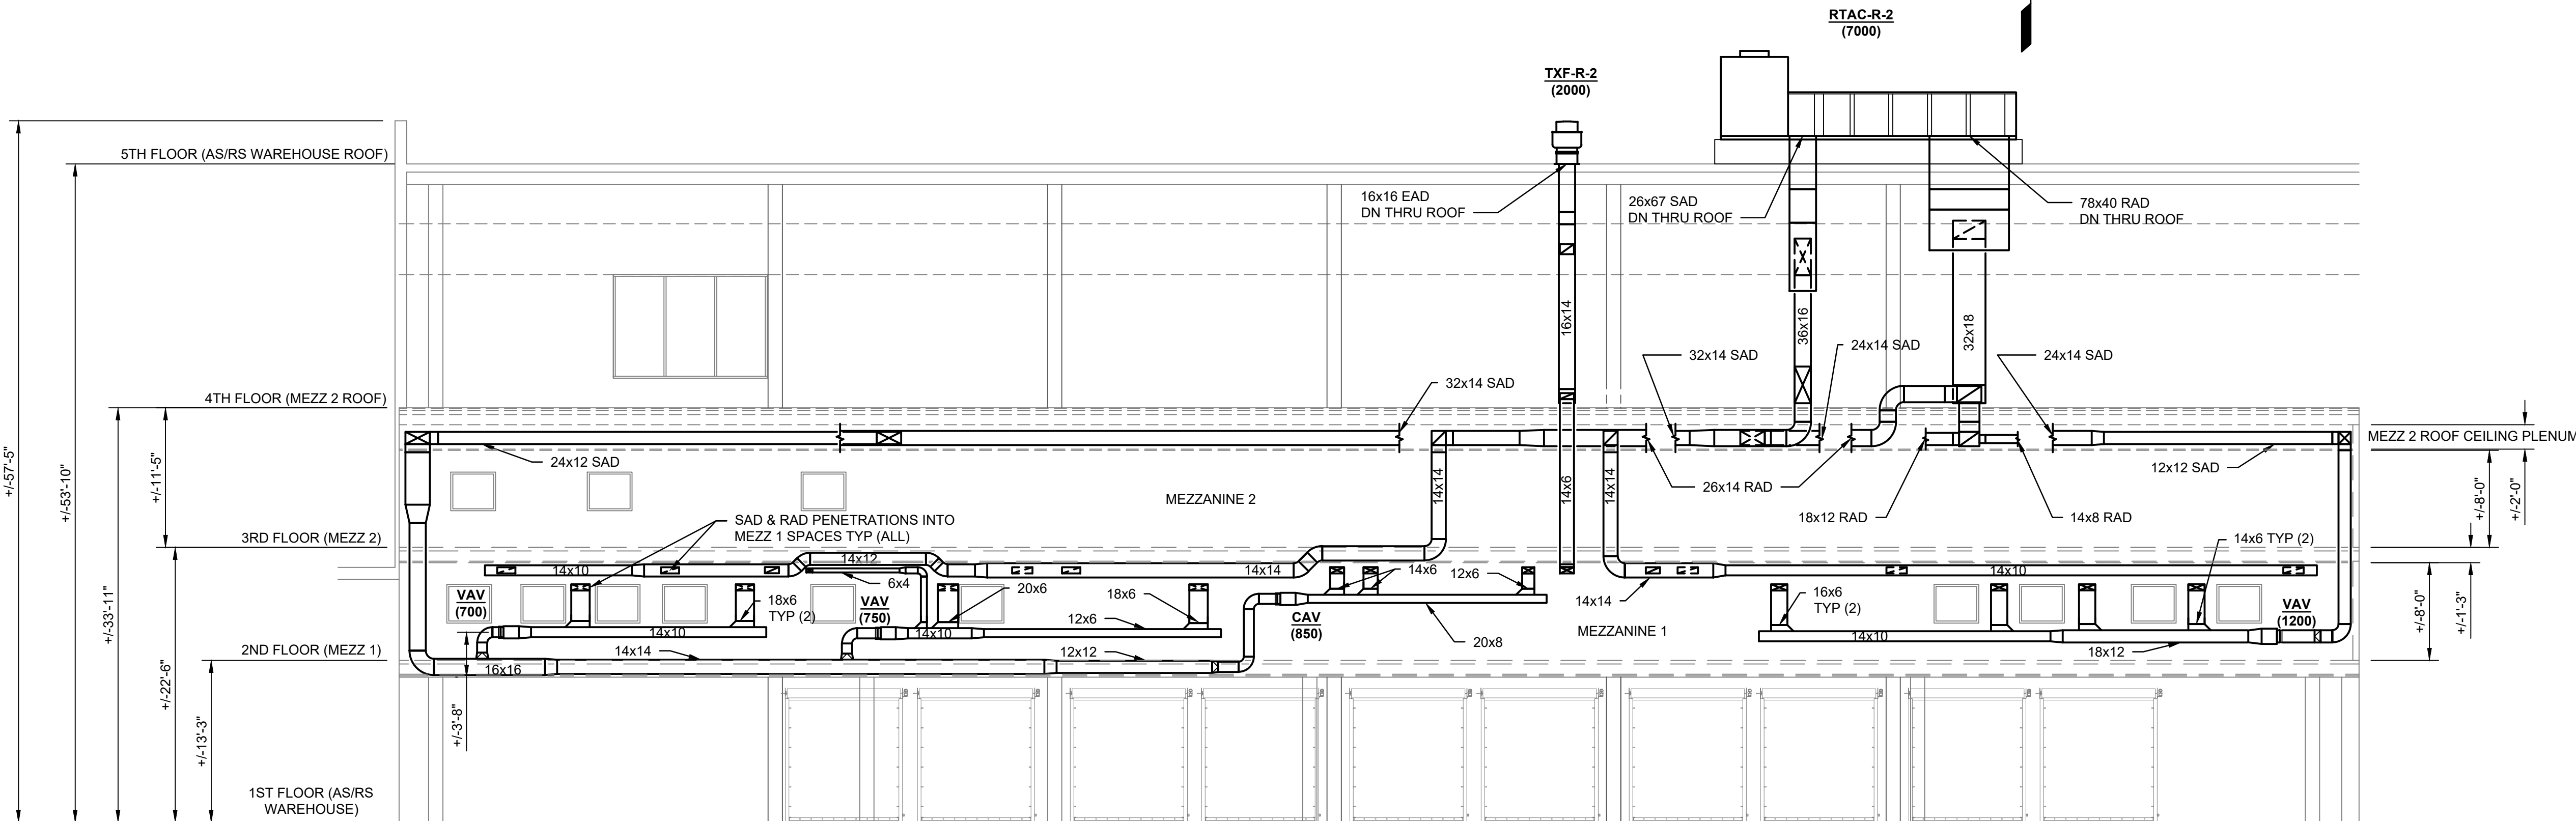 RTAC-R-2
(7000)
TXF-R-2
(2000)
5TH FLOOR (AS/RS WAREHOUSE ROOF)
16x16 EAD
DN THRU ROOF
26x67 SAD
DN THRU ROOF
78x40 RAD
DN THRU ROOF
16x14
36x16
32x18
32x14 SAD
24x14 SAD
24x14 SAD
32x14 SAD
4TH FLOOR (MEZZ 2 ROOF)
MEZZ 2 ROOF CEILING PLENUM
24x12 SAD
12x12 SAD
14x14
14x6
14x14
26x14 RAD
MEZZANINE 2
18x12 RAD
14x8 RAD
SAD & RAD PENETRATIONS INTO
MEZZ 1 SPACES TYP (ALL)
3RD FLOOR (MEZZ 2)
14x6 TYP (2)
14x12
14x10
6x4
14x14
14x6
12x6
14x10
20x6
18x6
14x14
VAV
(700)
18x6
TYP (2)
VAV
(750)
16x6
TYP (2)
VAV
(1200)
12x6
CAV
(850)
MEZZANINE 1
14x10
14x10
14x10
20x8
2ND FLOOR (MEZZ 1)
14x14
12x12
18x12
16x16
1ST FLOOR (AS/RS
WAREHOUSE)
+/-57'-5"
+/-53'-10"
+/-33'-11"
+/-11'-5"
+/-22'-6"
+/-13'-3"
+/-3'-8"
+/-8'-0"
+/-2'-0"
+/-8'-0"
+/-1'-3"